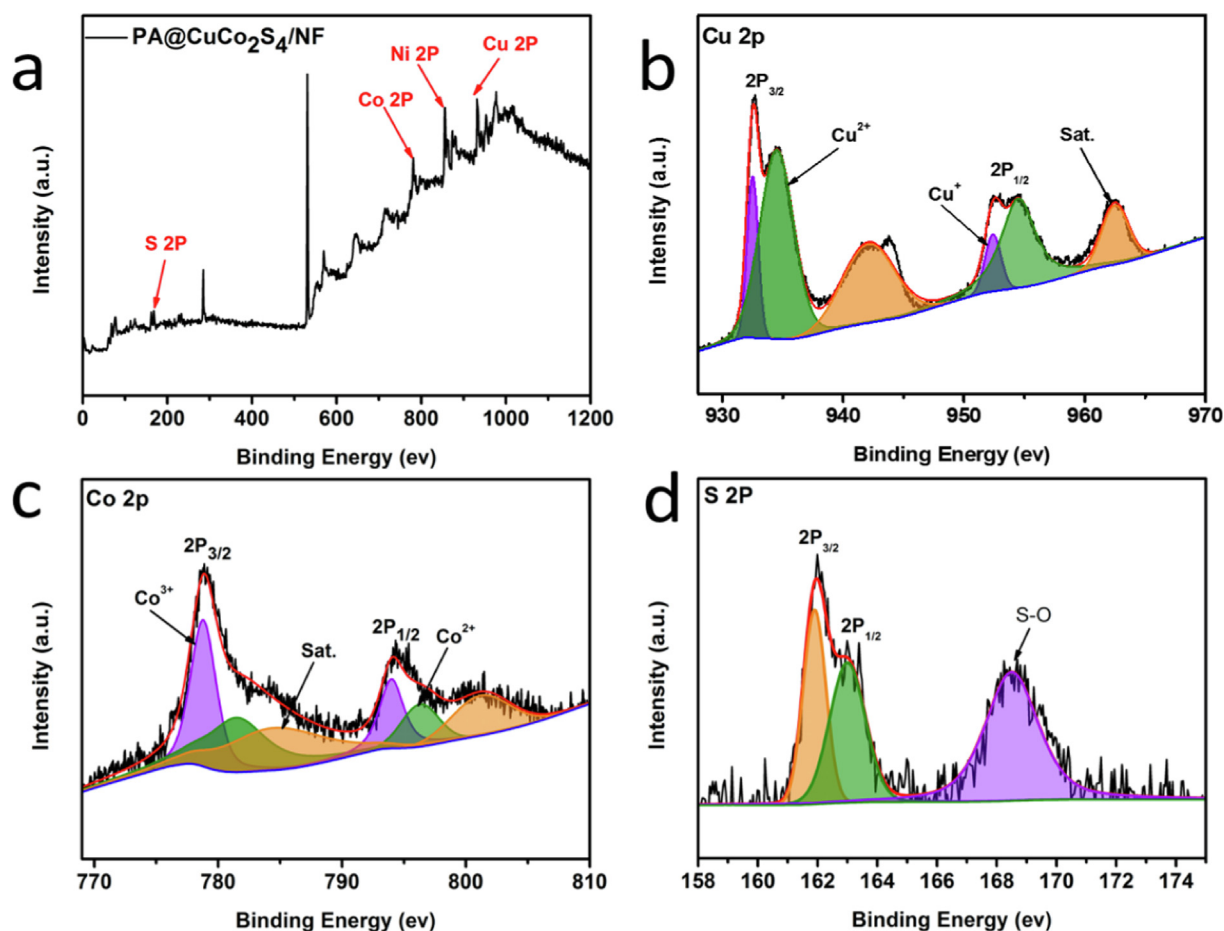 a
PA@CuCo₂S₄/NF
Ni 2P
Cu 2P
Co 2P
S 2P
Intensity (a.u.)
0 200 400 600 800 1000 1200
Binding Energy (ev)
b
Cu 2p
2P₃/₂
Cu²⁺
Cu⁺
2P₁/₂
Sat.
Intensity (a.u.)
930 940 950 960 970
Binding Energy (ev)
c
Co 2p
2P₃/₂
Co³⁺
Sat.
2P₁/₂
Co²⁺
Intensity (a.u.)
770 780 790 800 810
Binding Energy (ev)
d
S 2P
2P₃/₂
2P₁/₂
S-O
Intensity (a.u.)
158 160 162 164 166 168 170 172 174
Binding Energy (ev)